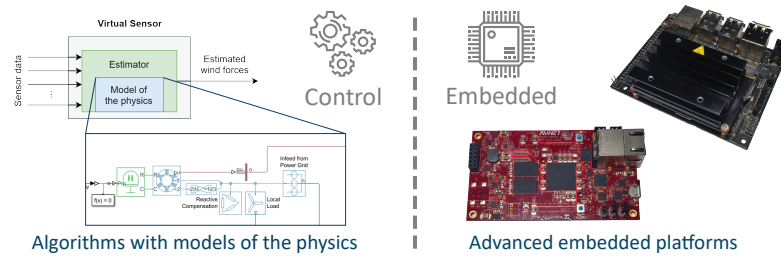 Virtual Sensor
Sensor data
Estimator
Model of
the physics
Estimated
wind forces
Control
Embedded
f(x) = 0
H
Reactive
Compensation
Local
Load
Infeed from
Power Grid
AVNET
Algorithms with models of the physics
Advanced embedded platforms